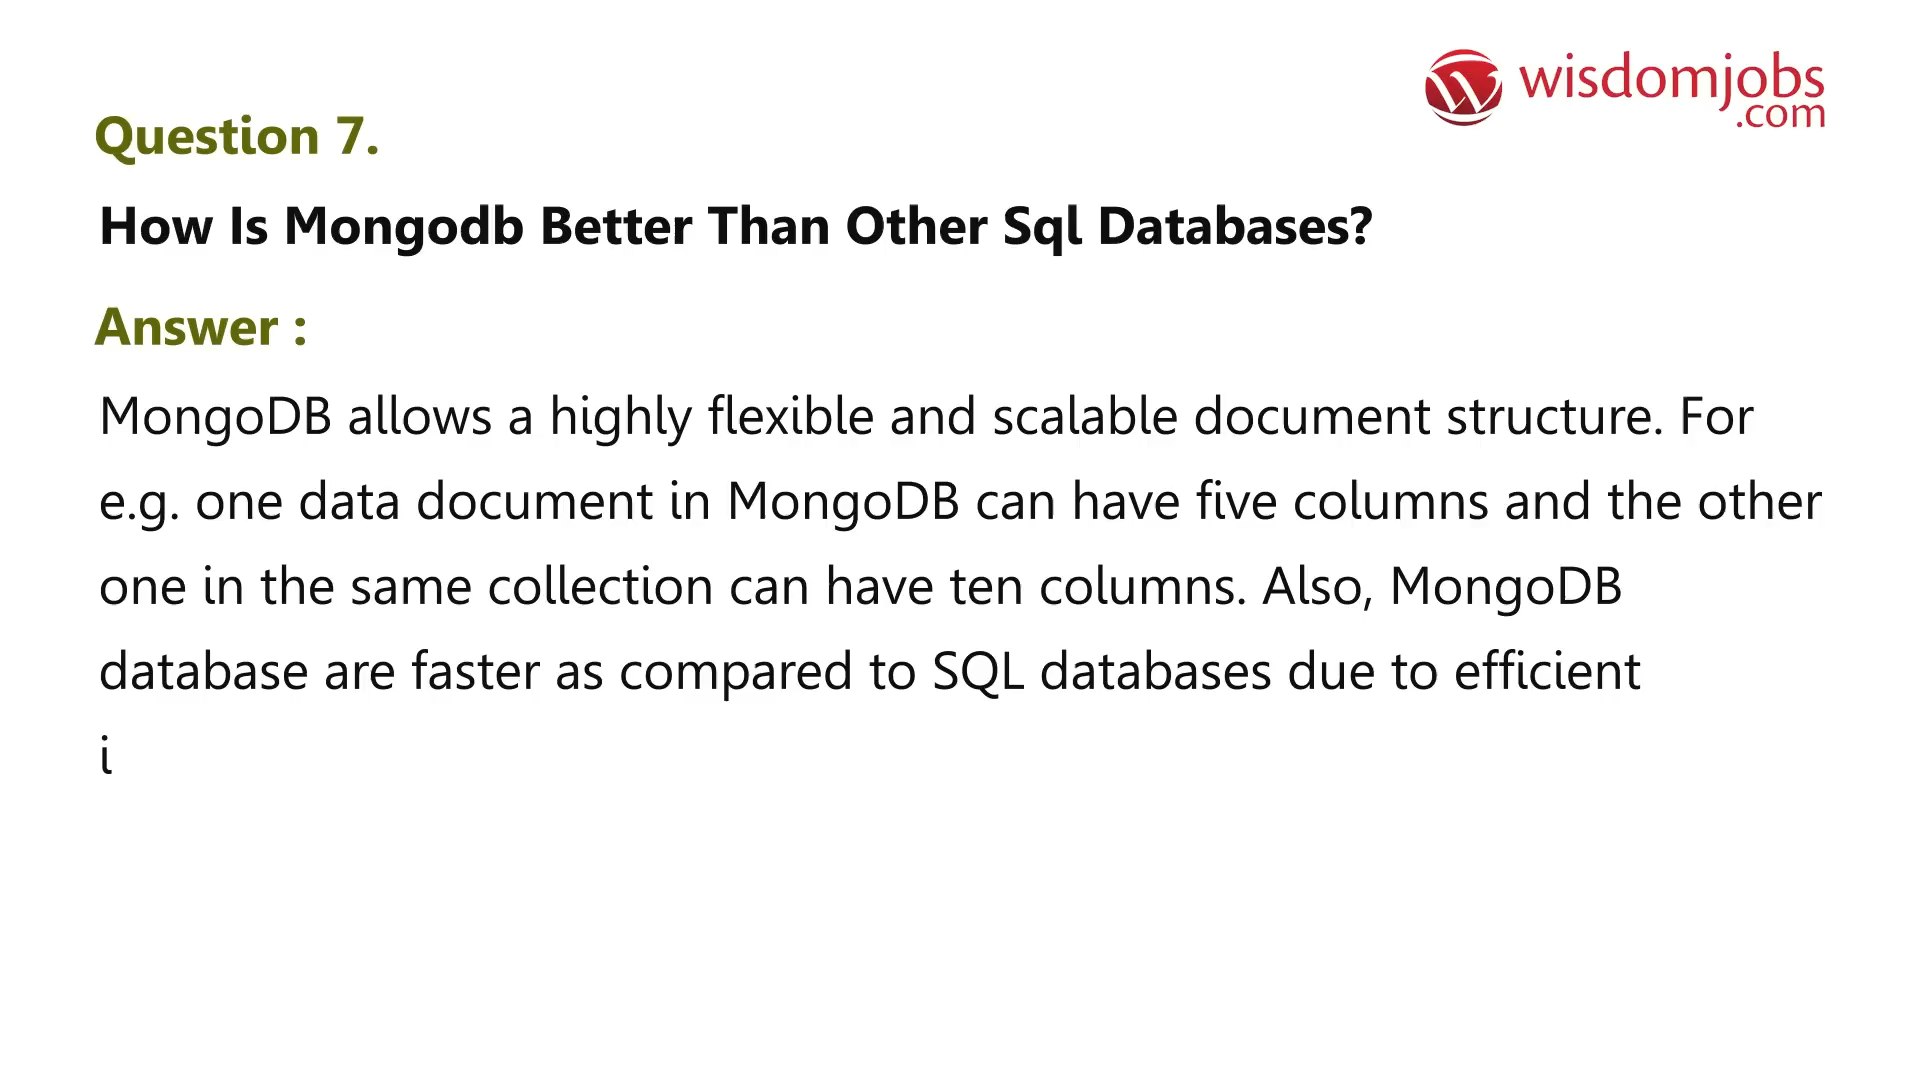 wisdomjobs
.com
Question 7.
How Is Mongodb Better Than Other Sql Databases?
Answer :
MongoDB allows a highly flexible and scalable document structure. For
e.g. one data document in MongoDB can have five columns and the other
one in the same collection can have ten columns. Also, MongoDB
database are faster as compared to SQL databases due to efficient
i